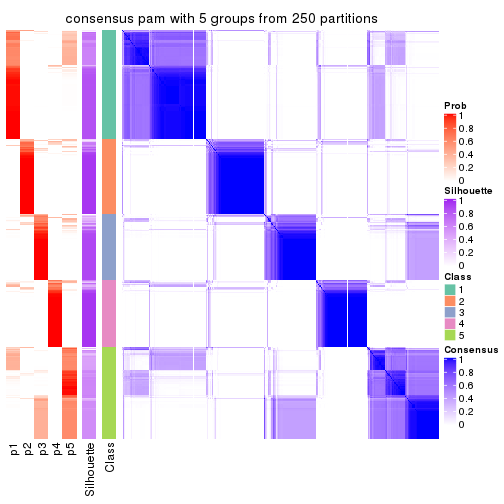 consensus pam with 5 groups from 250 partitions
Prob
1
0.8
0.6
0.4
0.2
0
Silhouette
1
0.8
0.6
0.4
0.2
0
Class
1
2
3
4
5
Consensus
1
0.8
0.6
0.4
0.2
0
p1
p2
p3
p4
p5
Silhouette
Class